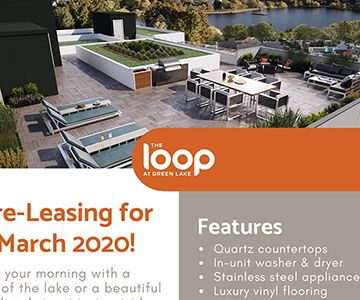 THE
loop
AT GREEN LAKE
re-Leasing for
March 2020!
your morning with a
of the lake or a beautiful
Features
• Quartz countertops
• In-unit washer & dryer
• Stainless steel appliance
• Luxury vinyl flooring